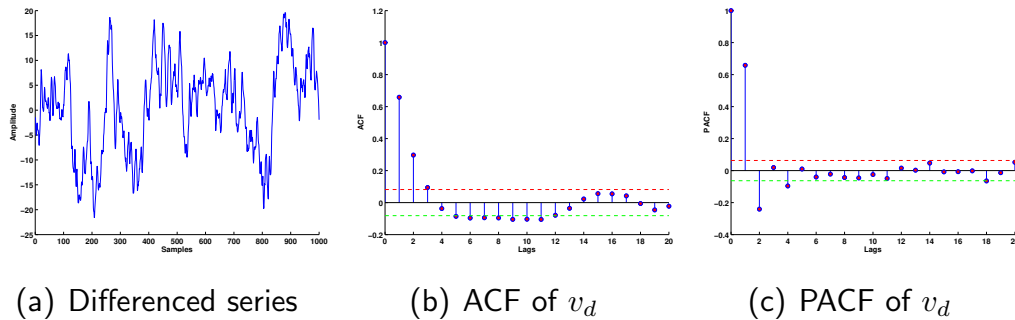 20
15
10
5
0
-5
-10
-15
-20
-25
Amplitude
0 100 200 300 400 500 600 700 800 900 1000
Samples
1
0.8
0.6
0.4
0.2
0
-0.2
ACF
0 2 4 6 8 10 12 14 16 18 20
Lags
1
1.2
0.8
0.6
0.4
0.2
0
-0.2
-0.4
PACF
0 2 4 6 8 10 12 14 16 18 20
Lags
(a) Differenced series
(b) ACF of v_d
(c) PACF of v_d